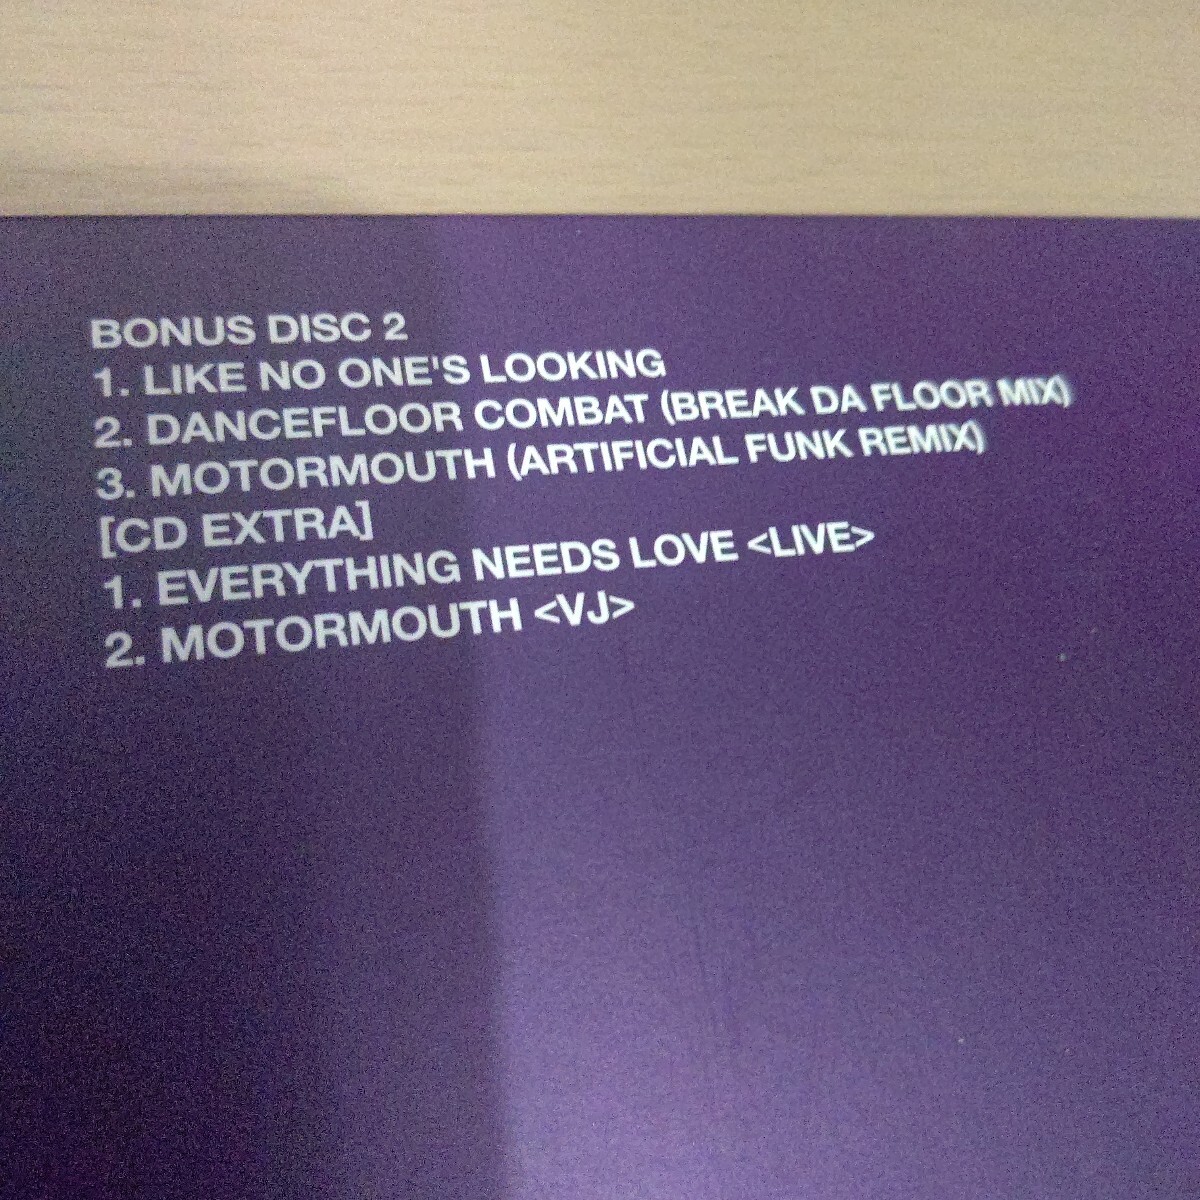 BONUS DISC 2
1. LIKE NO ONE'S LOOKING
2. DANCEFLOOR COMBAT (BREAK DA FLOOR MIX)
3. MOTORMOUTH (ARTIFICIAL FUNK REMIX)
[CD EXTRA]
1. EVERYTHING NEEDS LOVE <LIVE>
2. MOTORMOUTH <VJ>